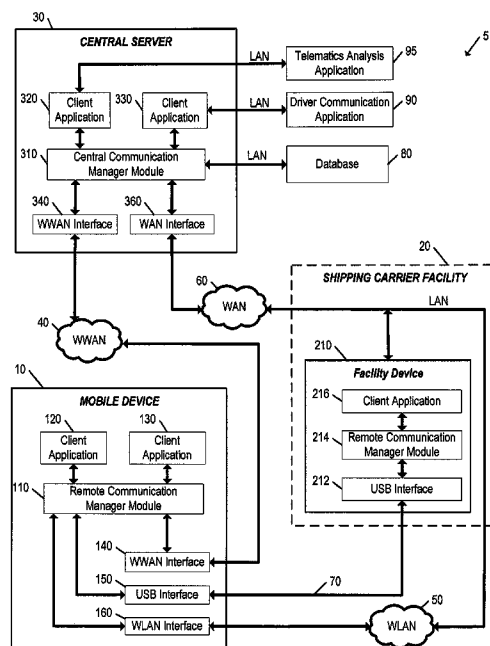 30
CENTRAL SERVER
5
LAN
Telematics Analysis
Application
95
320
Client
Application
330
Client
Application
LAN
Driver Communication
Application
90
310
Central Communication
Manager Module
LAN
Database
80
340
WWAN Interface
360
WAN Interface
20
60
WAN
SHIPPING CARRIER FACILITY
LAN
40
WWAN
210
Facility Device
216
Client Application
214
Remote Communication
Manager Module
212
USB Interface
10
MOBILE DEVICE
120
Client
Application
130
Client
Application
110
Remote Communication
Manager Module
140
WWAN Interface
150
USB Interface
70
160
WLAN Interface
50
WLAN